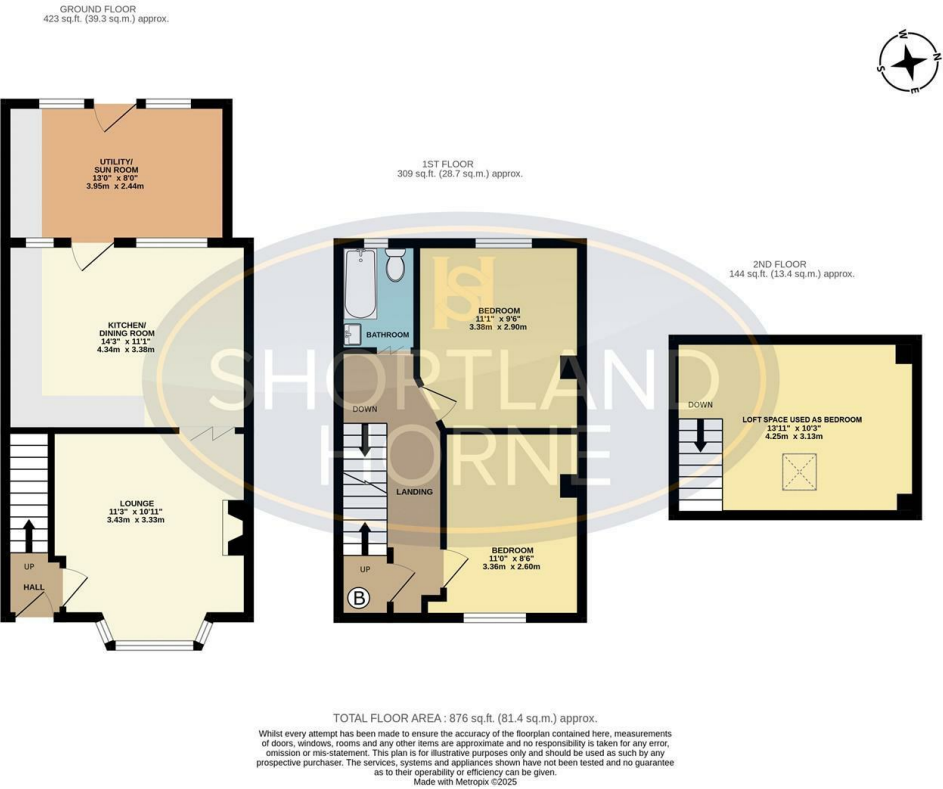 GROUND FLOOR
423 sq.ft. (39.3 sq.m.) approx.
UTILITY/
SUN ROOM
13'0" x 8'0"
3.95m x 2.44m
KITCHEN/
DINING ROOM
14'3" x 11'1"
4.34m x 3.38m
LOUNGE
11'3" x 10'11"
3.43m x 3.33m
UP
HALL
1ST FLOOR
309 sq.ft. (28.7 sq.m.) approx.
BATHROOM
BEDROOM
11'1" x 9'6"
3.38m x 2.90m
DOWN
LANDING
BEDROOM
11'0" x 8'6"
3.36m x 2.60m
UP
B
2ND FLOOR
144 sq.ft. (13.4 sq.m.) approx.
DOWN
LOFT SPACE USED AS BEDROOM
13'11" x 10'3"
4.25m x 3.13m
W
N
S
E
SHORTLAND
HORNE
TOTAL FLOOR AREA : 876 sq.ft. (81.4 sq.m.) approx.
Whilst every attempt has been made to ensure the accuracy of the floorplan contained here, measurements
of doors, windows, rooms and any other items are approximate and no responsibility is taken for any error,
omission or mis-statement. This plan is for illustrative purposes only and should be used as such by any
prospective purchaser. The services, systems and appliances shown have not been tested and no guarantee
as to their operability or efficiency can be given.
Made with Metropix ©2025